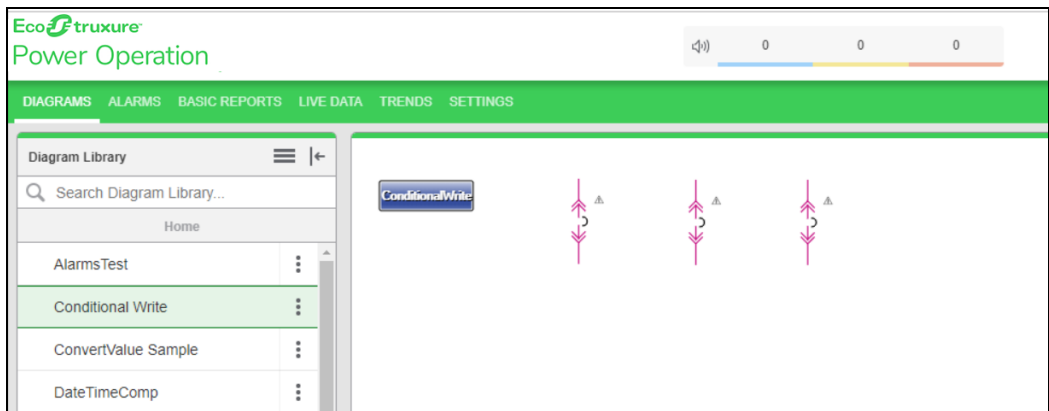 EcoStruxure
Power Operation
0 0 0
DIAGRAMS ALARMS BASIC REPORTS LIVE DATA TRENDS SETTINGS
Diagram Library
Search Diagram Library...
Home
AlarmsTest
Conditional Write
ConvertValue Sample
DateTimeComp
ConditionalWrite